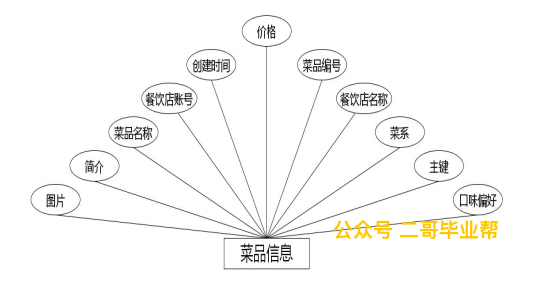 价格
创建时间
菜品编号
餐饮店账号
餐饮店名称
菜品名称
菜系
简介
主键
图片
口味偏好
公众号 二哥毕业帮
菜品信息